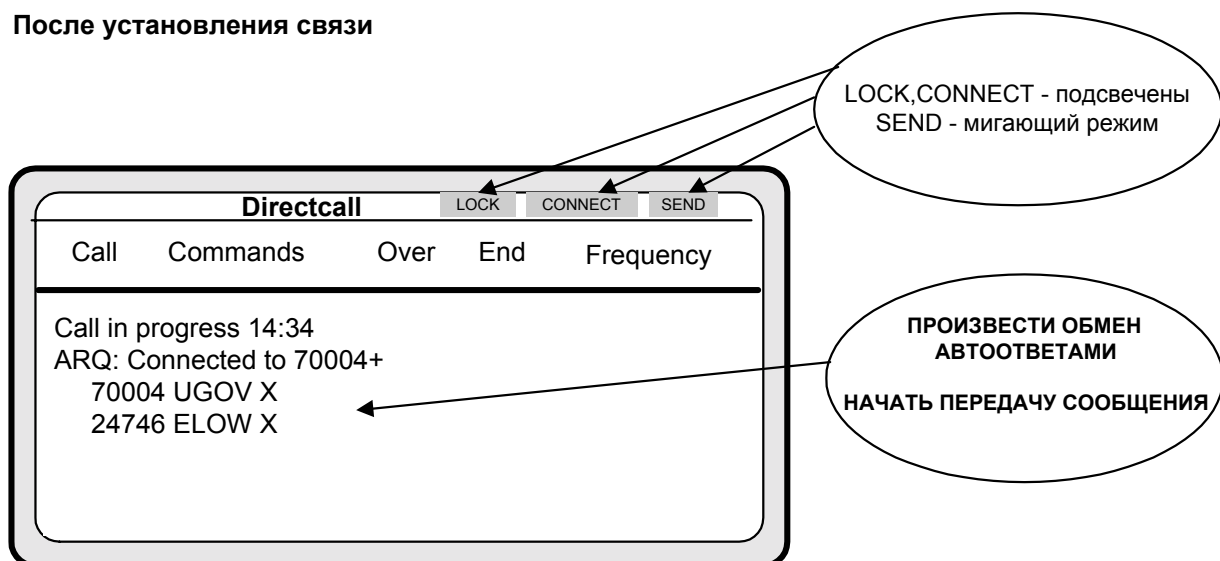 После установления связи
LOCK,CONNECT - подсвечены
SEND - мигающий режим
Directcall LOCK CONNECT SEND
Call Commands Over End Frequency
Call in progress 14:34
ARQ: Connected to 70004+
70004 UGOV X
24746 ELOW X
ПРОИЗВЕСТИ ОБМЕН
АВТООТВЕТАМИ
НАЧАТЬ ПЕРЕДАЧУ СООБЩЕНИЯ